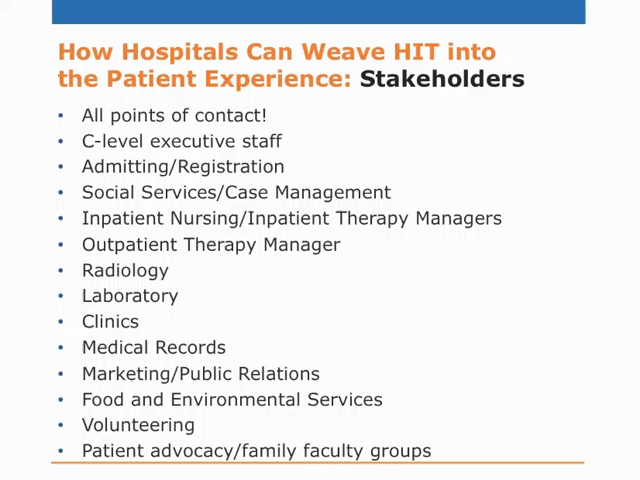 How Hospitals Can Weave HIT into
the Patient Experience: Stakeholders
• All points of contact!
• C-level executive staff
• Admitting/Registration
• Social Services/Case Management
• Inpatient Nursing/Inpatient Therapy Managers
• Outpatient Therapy Manager
• Radiology
• Laboratory
• Clinics
• Medical Records
• Marketing/Public Relations
• Food and Environmental Services
• Volunteering
• Patient advocacy/family faculty groups